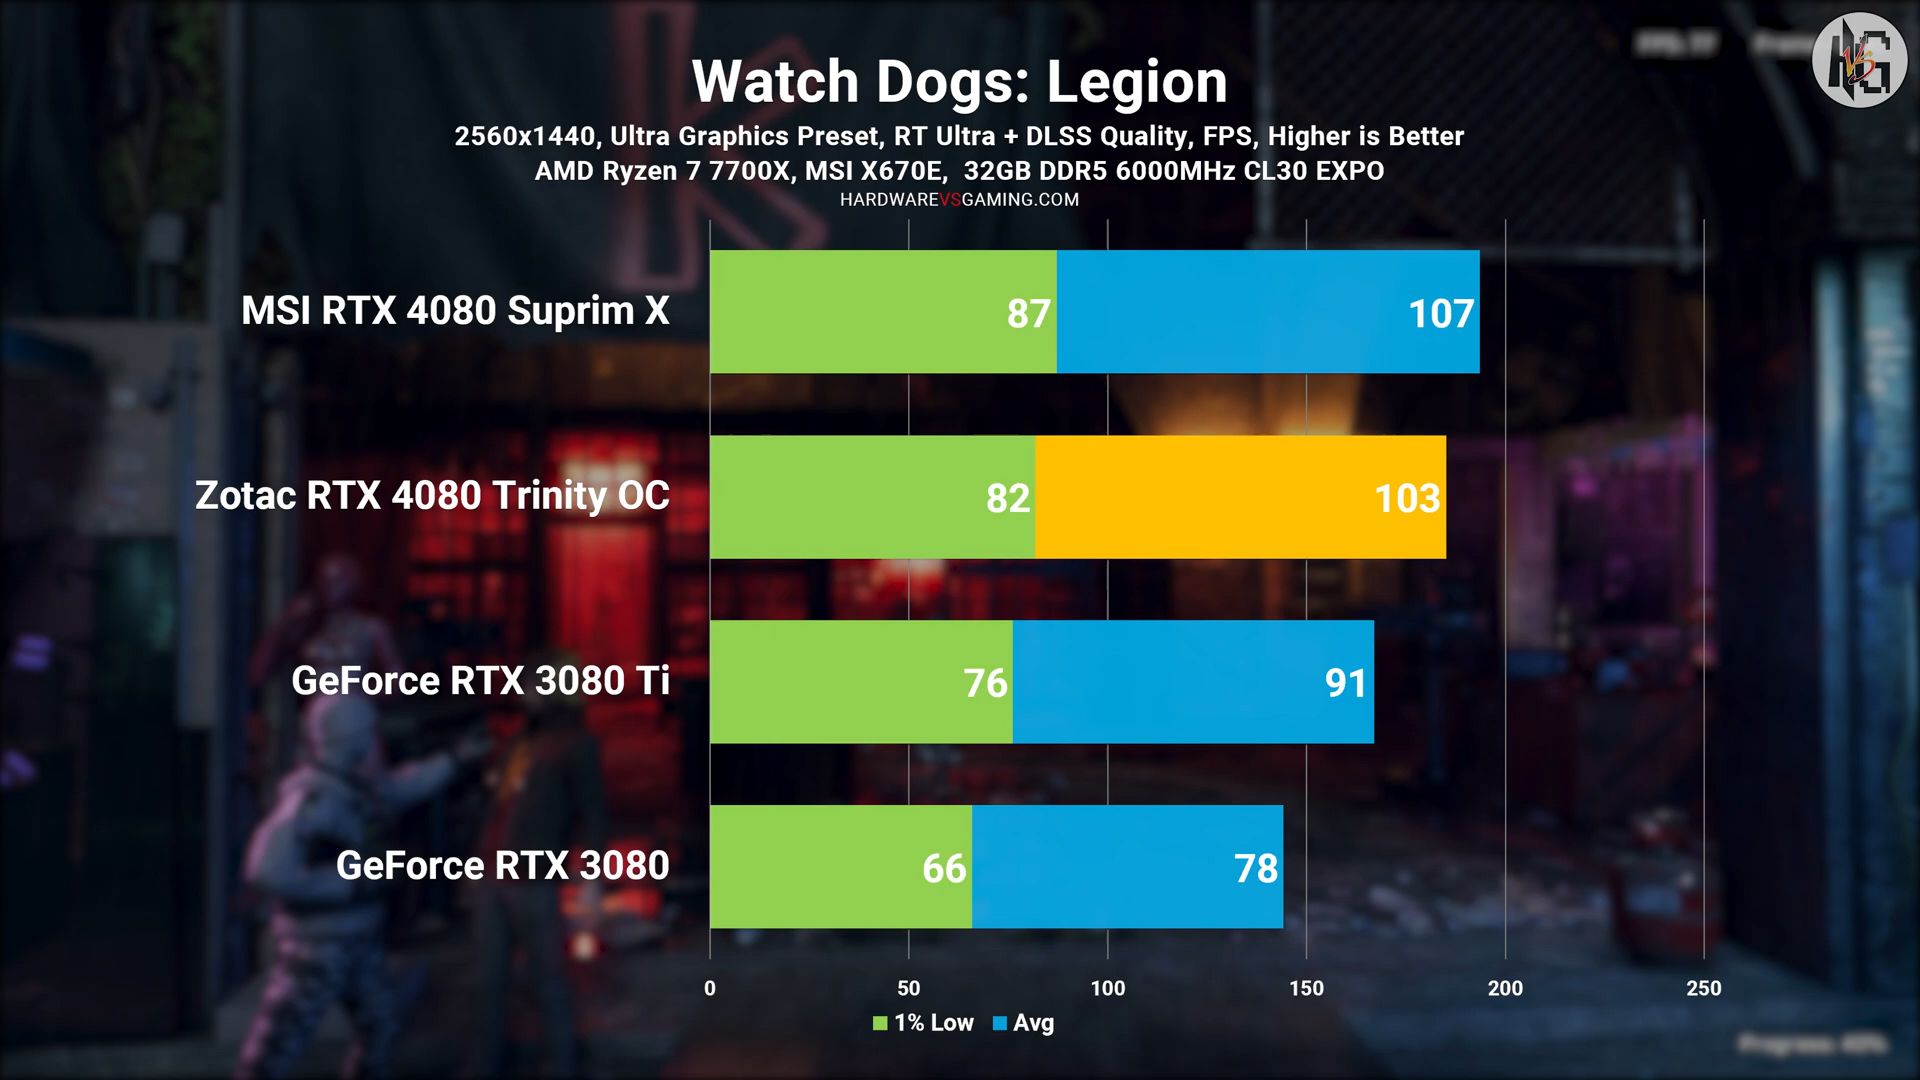 Watch Dogs: Legion
2560x1440, Ultra Graphics Preset, RT Ultra + DLSS Quality, FPS, Higher is Better
AMD Ryzen 7 7700X, MSI X670E, 32GB DDR5 6000MHz CL30 EXPO
HARDWAREVSGAMING.COM
MSI RTX 4080 Suprim X 87 107
Zotac RTX 4080 Trinity OC 82 103
GeForce RTX 3080 Ti 76 91
GeForce RTX 3080 66 78
0 50 100 150 200 250
1% Low Avg